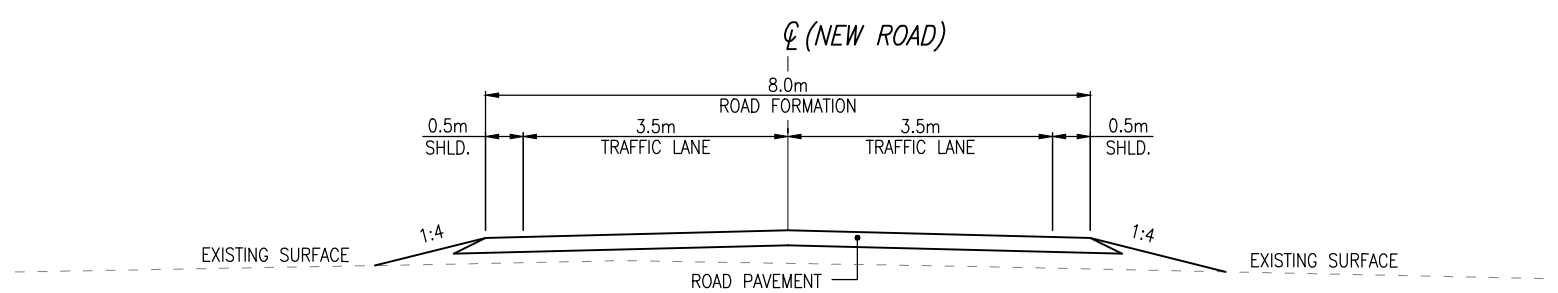 ℄ (NEW ROAD)
8.0m
ROAD FORMATION
0.5m
3.5m
3.5m
0.5m
SHLD.
TRAFFIC LANE
TRAFFIC LANE
SHLD.
1:4
1:4
EXISTING SURFACE
EXISTING SURFACE
ROAD PAVEMENT